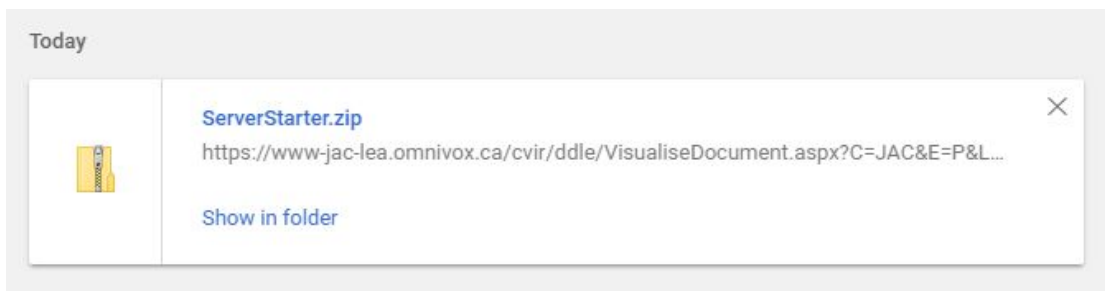 Today
ServerStarter.zip
https://www-jac-lea.omnivox.ca/cvir/ddle/VisualiseDocument.aspx?C=JAC&E=P&L...
Show in folder